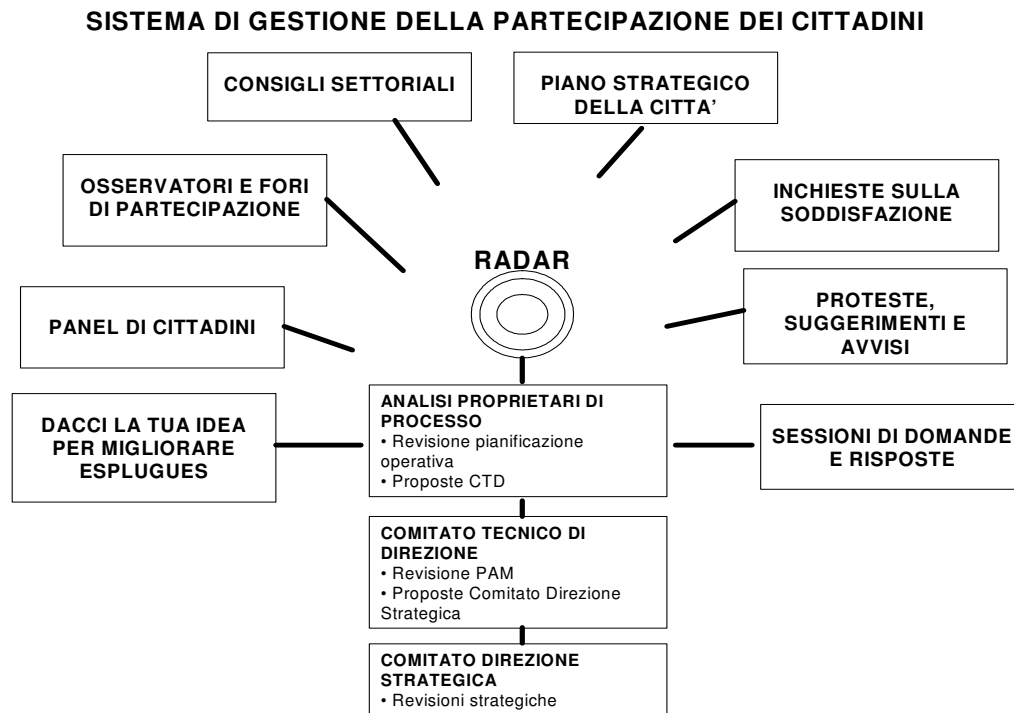 SISTEMA DI GESTIONE DELLA PARTECIPAZIONE DEI CITTADINI
CONSIGLI SETTORIALI
PIANO STRATEGICO
DELLA CITTA’
OSSERVATORI E FORI
DI PARTECIPAZIONE
INCHIESTE SULLA
SODDISFAZIONE
RADAR
PANEL DI CITTADINI
PROTESTE,
SUGGERIMENTI E
AVVISI
DACCI LA TUA IDEA
PER MIGLIORARE
ESPLUGUES
ANALISI PROPRIETARI DI
PROCESSO
• Revisione pianificazione
operativa
• Proposte CTD
SESSIONI DI DOMANDE
E RISPOSTE
COMITATO TECNICO DI
DIREZIONE
• Revisione PAM
• Proposte Comitato Direzione
Strategica
COMITATO DIREZIONE
STRATEGICA
• Revisioni strategiche